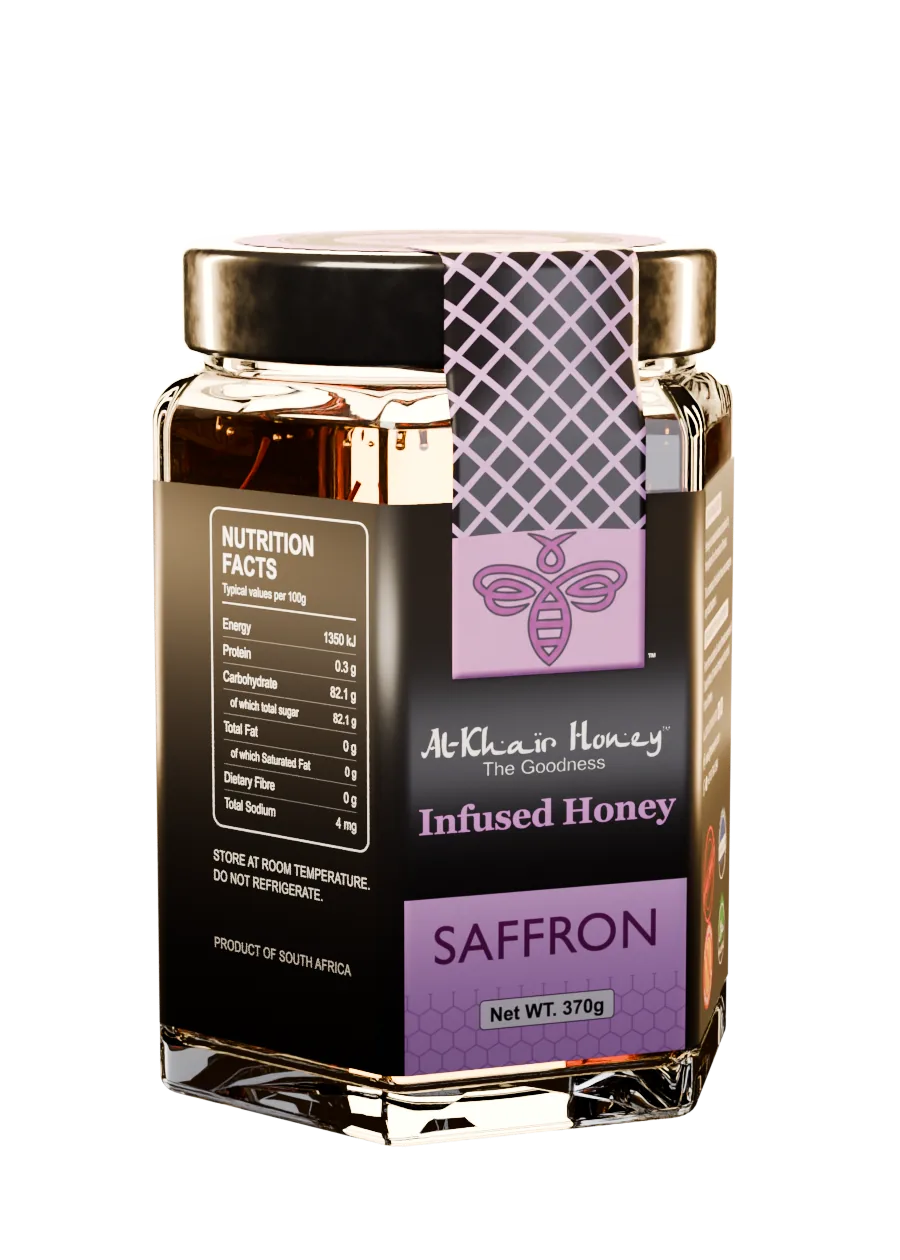 NUTRITION
FACTS
Typical values per 100g
Energy 1350 kJ
Protein 0.3 g
Carbohydrate 82.1 g
of which total sugar 82.1 g
Total Fat 0 g
of which Saturated Fat 0 g
Dietary Fibre 0 g
Total Sodium 4 mg
STORE AT ROOM TEMPERATURE.
DO NOT REFRIGERATE.
PRODUCT OF SOUTH AFRICA
™
Al-Khair Honey™
The Goodness
Infused Honey
SAFFRON
Net WT. 370g